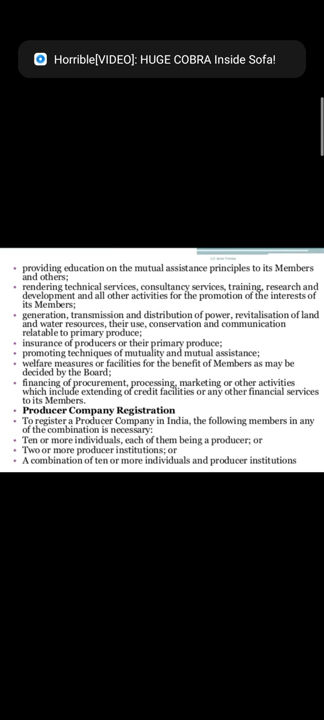 Horrible[VIDEO]: HUGE COBRA Inside Sofa!
• providing education on the mutual assistance principles to its Members
and others;
• rendering technical services, consultancy services, training, research and
development and all other activities for the promotion of the interests of
its Members;
• generation, transmission and distribution of power, revitalisation of land
and water resources, their use, conservation and communication
relatable to primary produce;
• insurance of producers or their primary produce;
• promoting techniques of mutuality and mutual assistance;
• welfare measures or facilities for the benefit of Members as may be
decided by the Board;
• financing of procurement, processing, marketing or other activities
which include extending of credit facilities or any other financial services
to its Members.
• Producer Company Registration
• To register a Producer Company in India, the following members in any
of the combination is necessary:
• Ten or more individuals, each of them being a producer; or
• Two or more producer institutions; or
• A combination of ten or more individuals and producer institutions